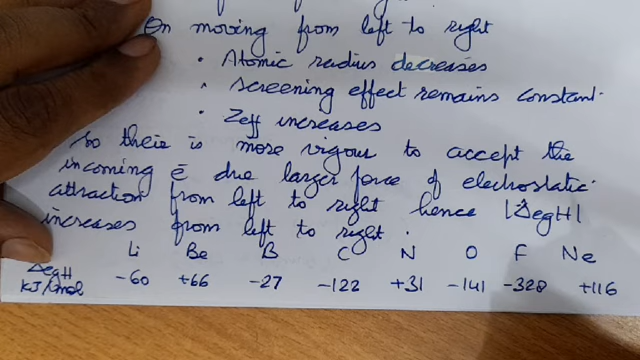 On moving from left to right
· Atomic radius decreases
· Screening effect remains constant.
· Zeff increases
So their is more vigour to accept the
incoming ē due larger force of electrostatic
attraction from left to right hence |ΔegH|
increases from left to right.
Li Be B C N O F Ne
ΔegH
KJ/mol -60 +66 -27 -122 +31 -141 -328 +116